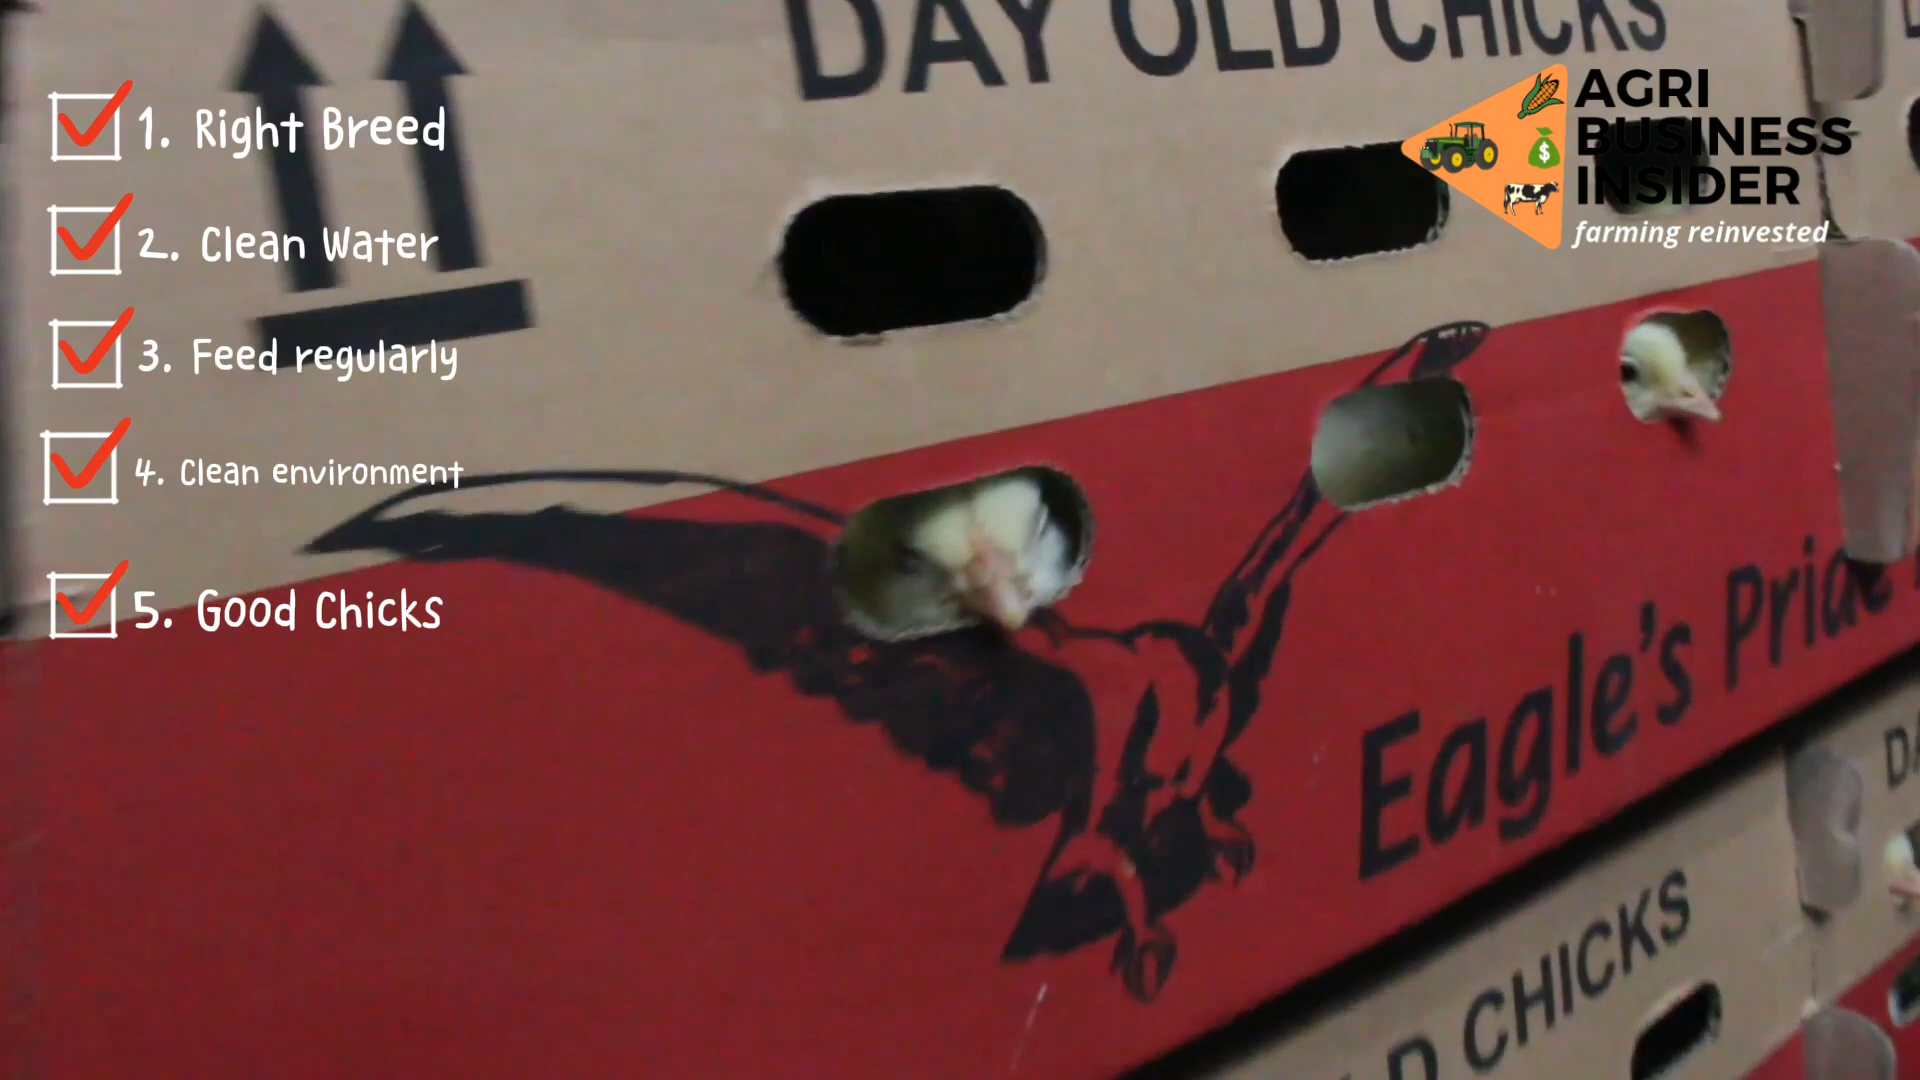 DAY OLD CHICKS
AGRI
BUSINESS
INSIDER
farming reinvested
1. Right Breed
2. Clean Water
3. Feed regularly
4. Clean environment
5. Good Chicks
$
Eagle's Pride
CHICKS